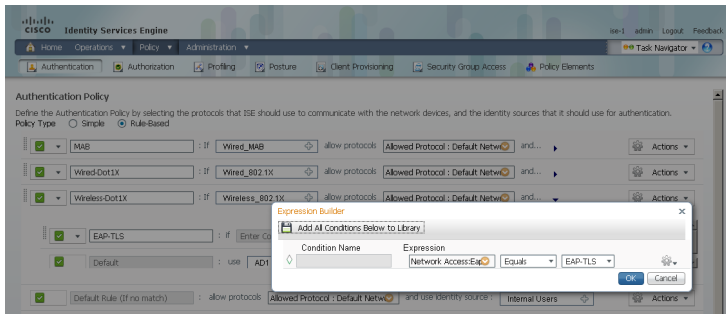 CISCO Identity Services Engine
ise-1 admin Logout Feedback
Home Operations Policy Administration
Task Navigator
Authentication Authorization Profiling Posture Client Provisioning Security Group Access Policy Elements
Authentication Policy
Define the Authentication Policy by selecting the protocols that ISE should use to communicate with the network devices, and the identity sources that it should use for authentication.
Policy Type Simple Rule-Based
MAB : If Wired_MAB allow protocols Allowed Protocol : Default Netw and... Actions
Wired-Dot1X : If Wired_802.1X allow protocols Allowed Protocol : Default Netw and... Actions
Wireless-Dot1X : If Wireless_802.1X allow protocols Allowed Protocol : Default Netw and... Actions
Expression Builder
Add All Conditions Below to Library
EAP-TLS : If Enter Co
Condition Name Expression
Default : use AD1
Network Access:Eap Equals EAP-TLS
OK Cancel
Default Rule (If no match) : allow protocols Allowed Protocol : Default Netw and use identity source : Internal Users Actions